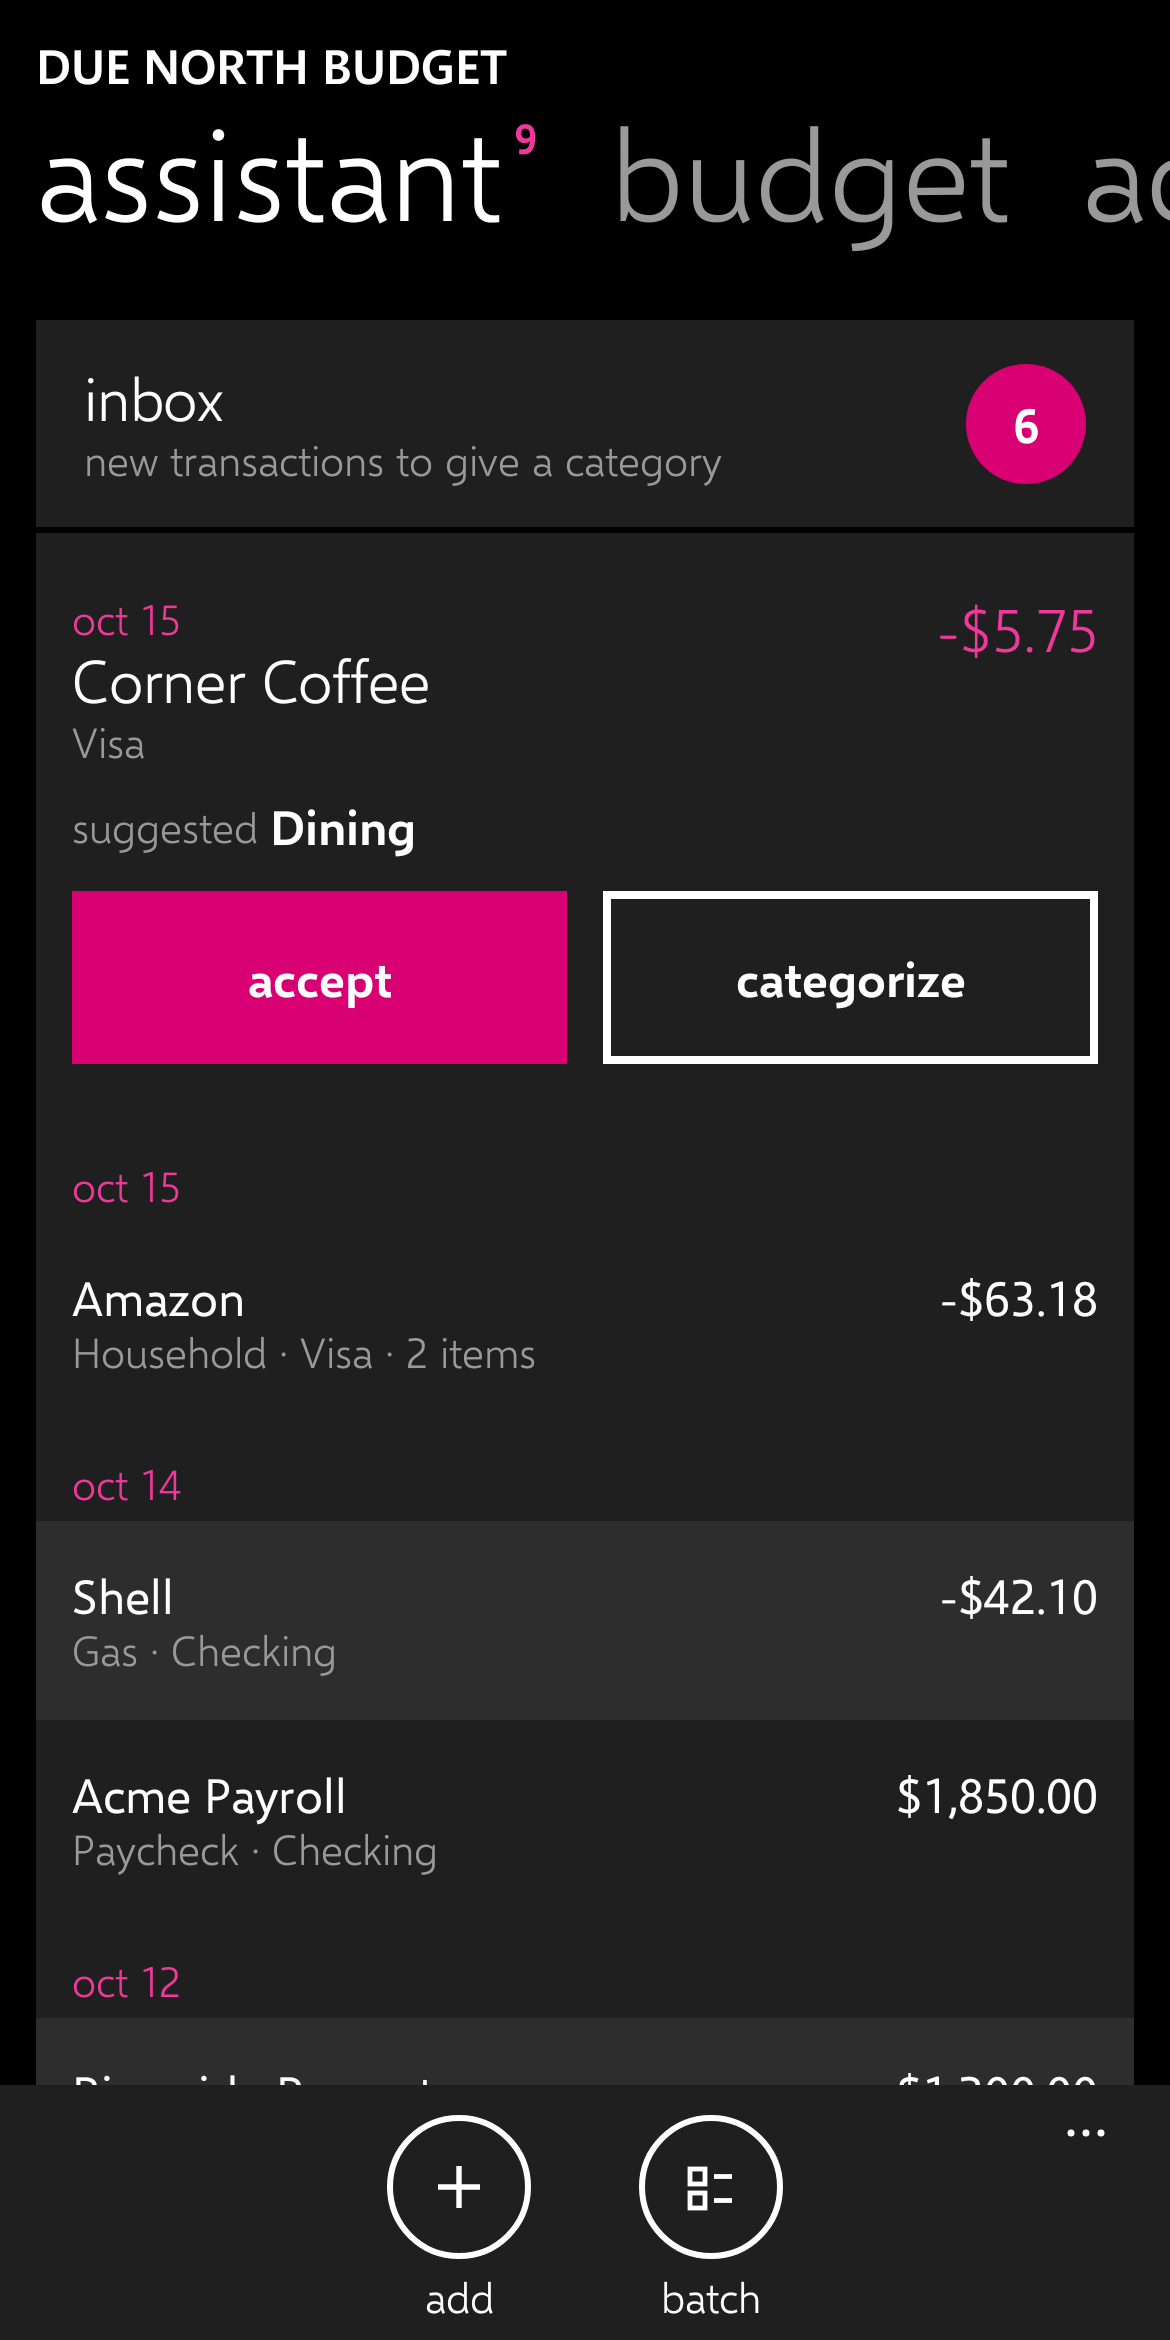 DUE NORTH BUDGET
assistant 9 budget
inbox
new transactions to give a category
6
oct 15
-$5.75
Corner Coffee
Visa
suggested Dining
accept categorize
oct 15
Amazon -$63.18
Household · Visa · 2 items
oct 14
Shell -$42.10
Gas · Checking
Acme Payroll $1,850.00
Paycheck · Checking
oct 12
...
add batch